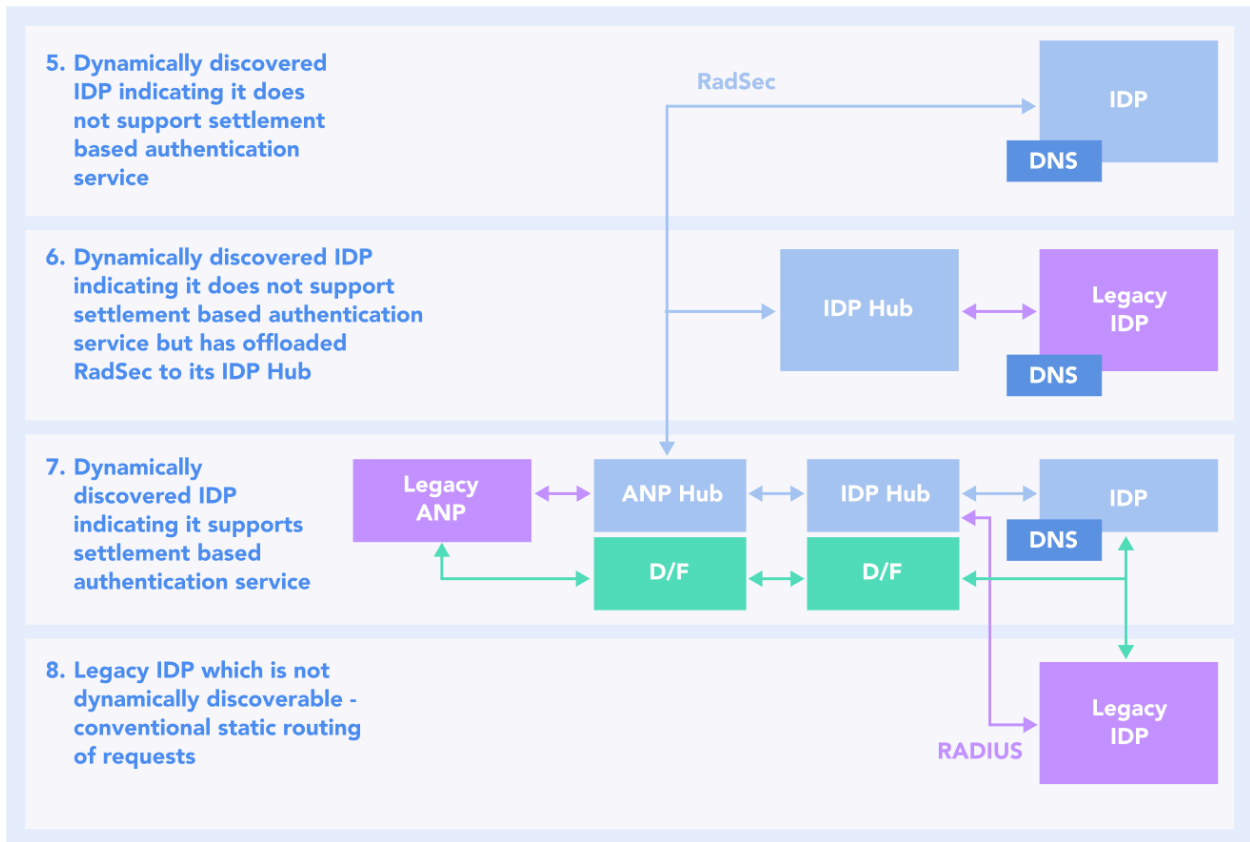 5. Dynamically discovered
IDP indicating it does
not support settlement
based authentication
service
RadSec
IDP
DNS
6. Dynamically discovered IDP
indicating it does not support
settlement based authentication
service but has offloaded
RadSec to its IDP Hub
IDP Hub
Legacy
IDP
DNS
7. Dynamically
discovered IDP
indicating it supports
settlement based
authentication service
Legacy
ANP
ANP Hub
IDP Hub
IDP
DNS
D/F
D/F
8. Legacy IDP which is not
dynamically discoverable -
conventional static routing
of requests
RADIUS
Legacy
IDP